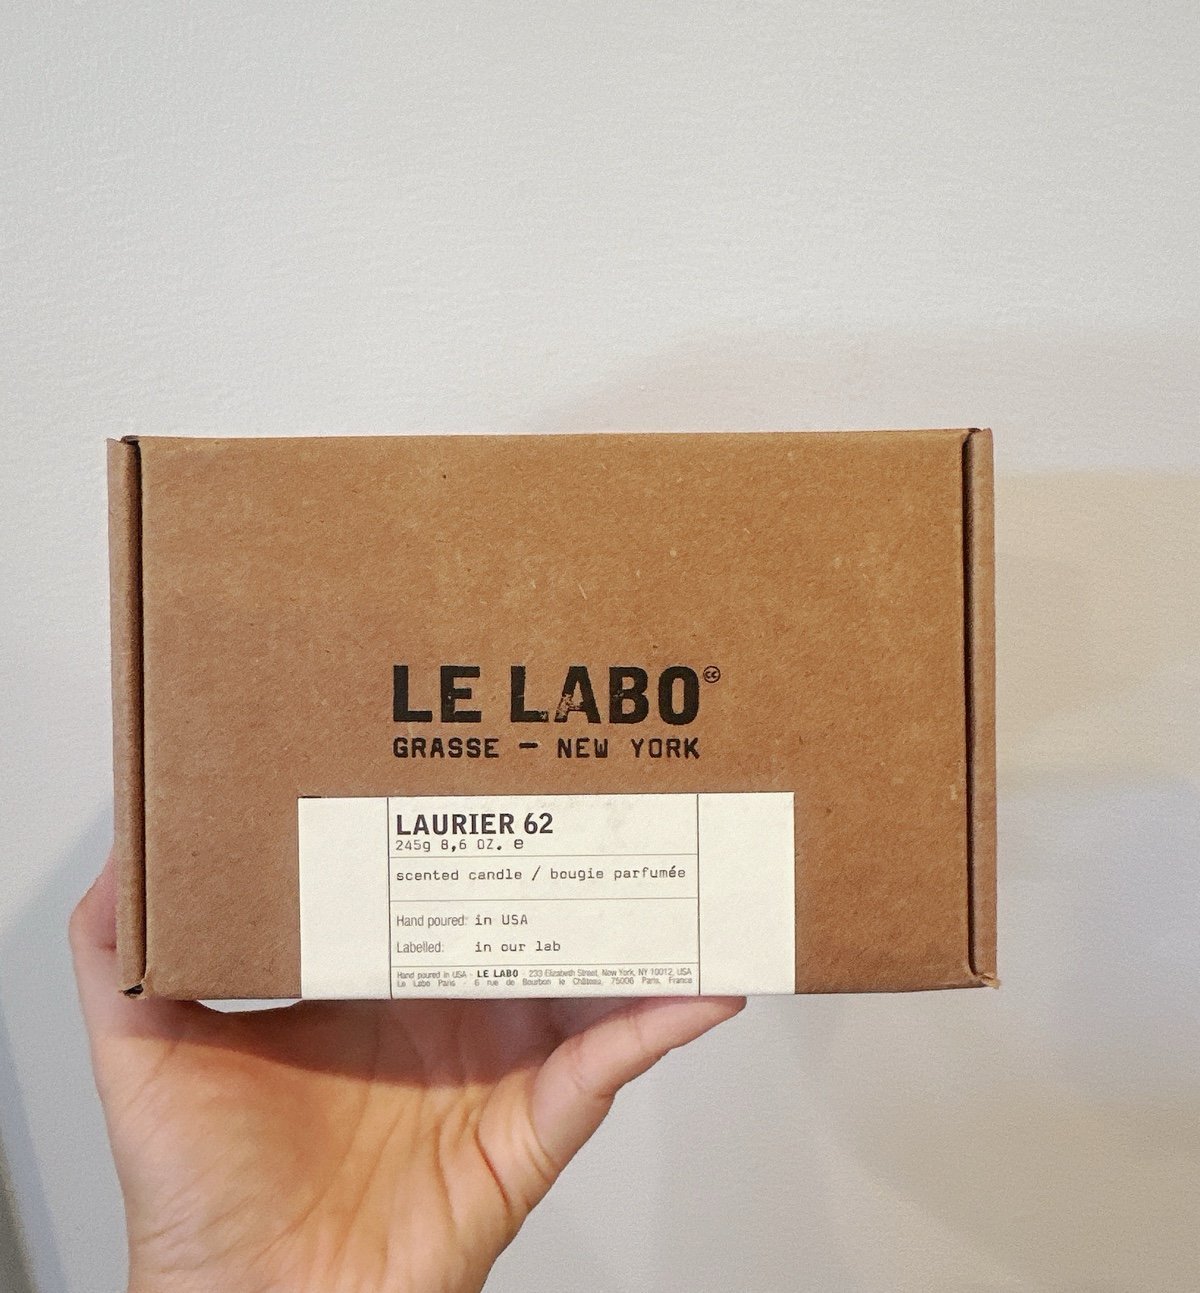 LE LABO
GRASSE – NEW YORK
LAURIER 62
245g 8,6 OZ. e
scented candle / bougie parfumée
Hand poured: in USA
Labelled: in our lab
Hand poured in USA - LE LABO - 233 Elizabeth Street, New York, NY 10012, USA
Le Labo Paris - 6 rue de Bourbon le Château, 75006 Paris, France